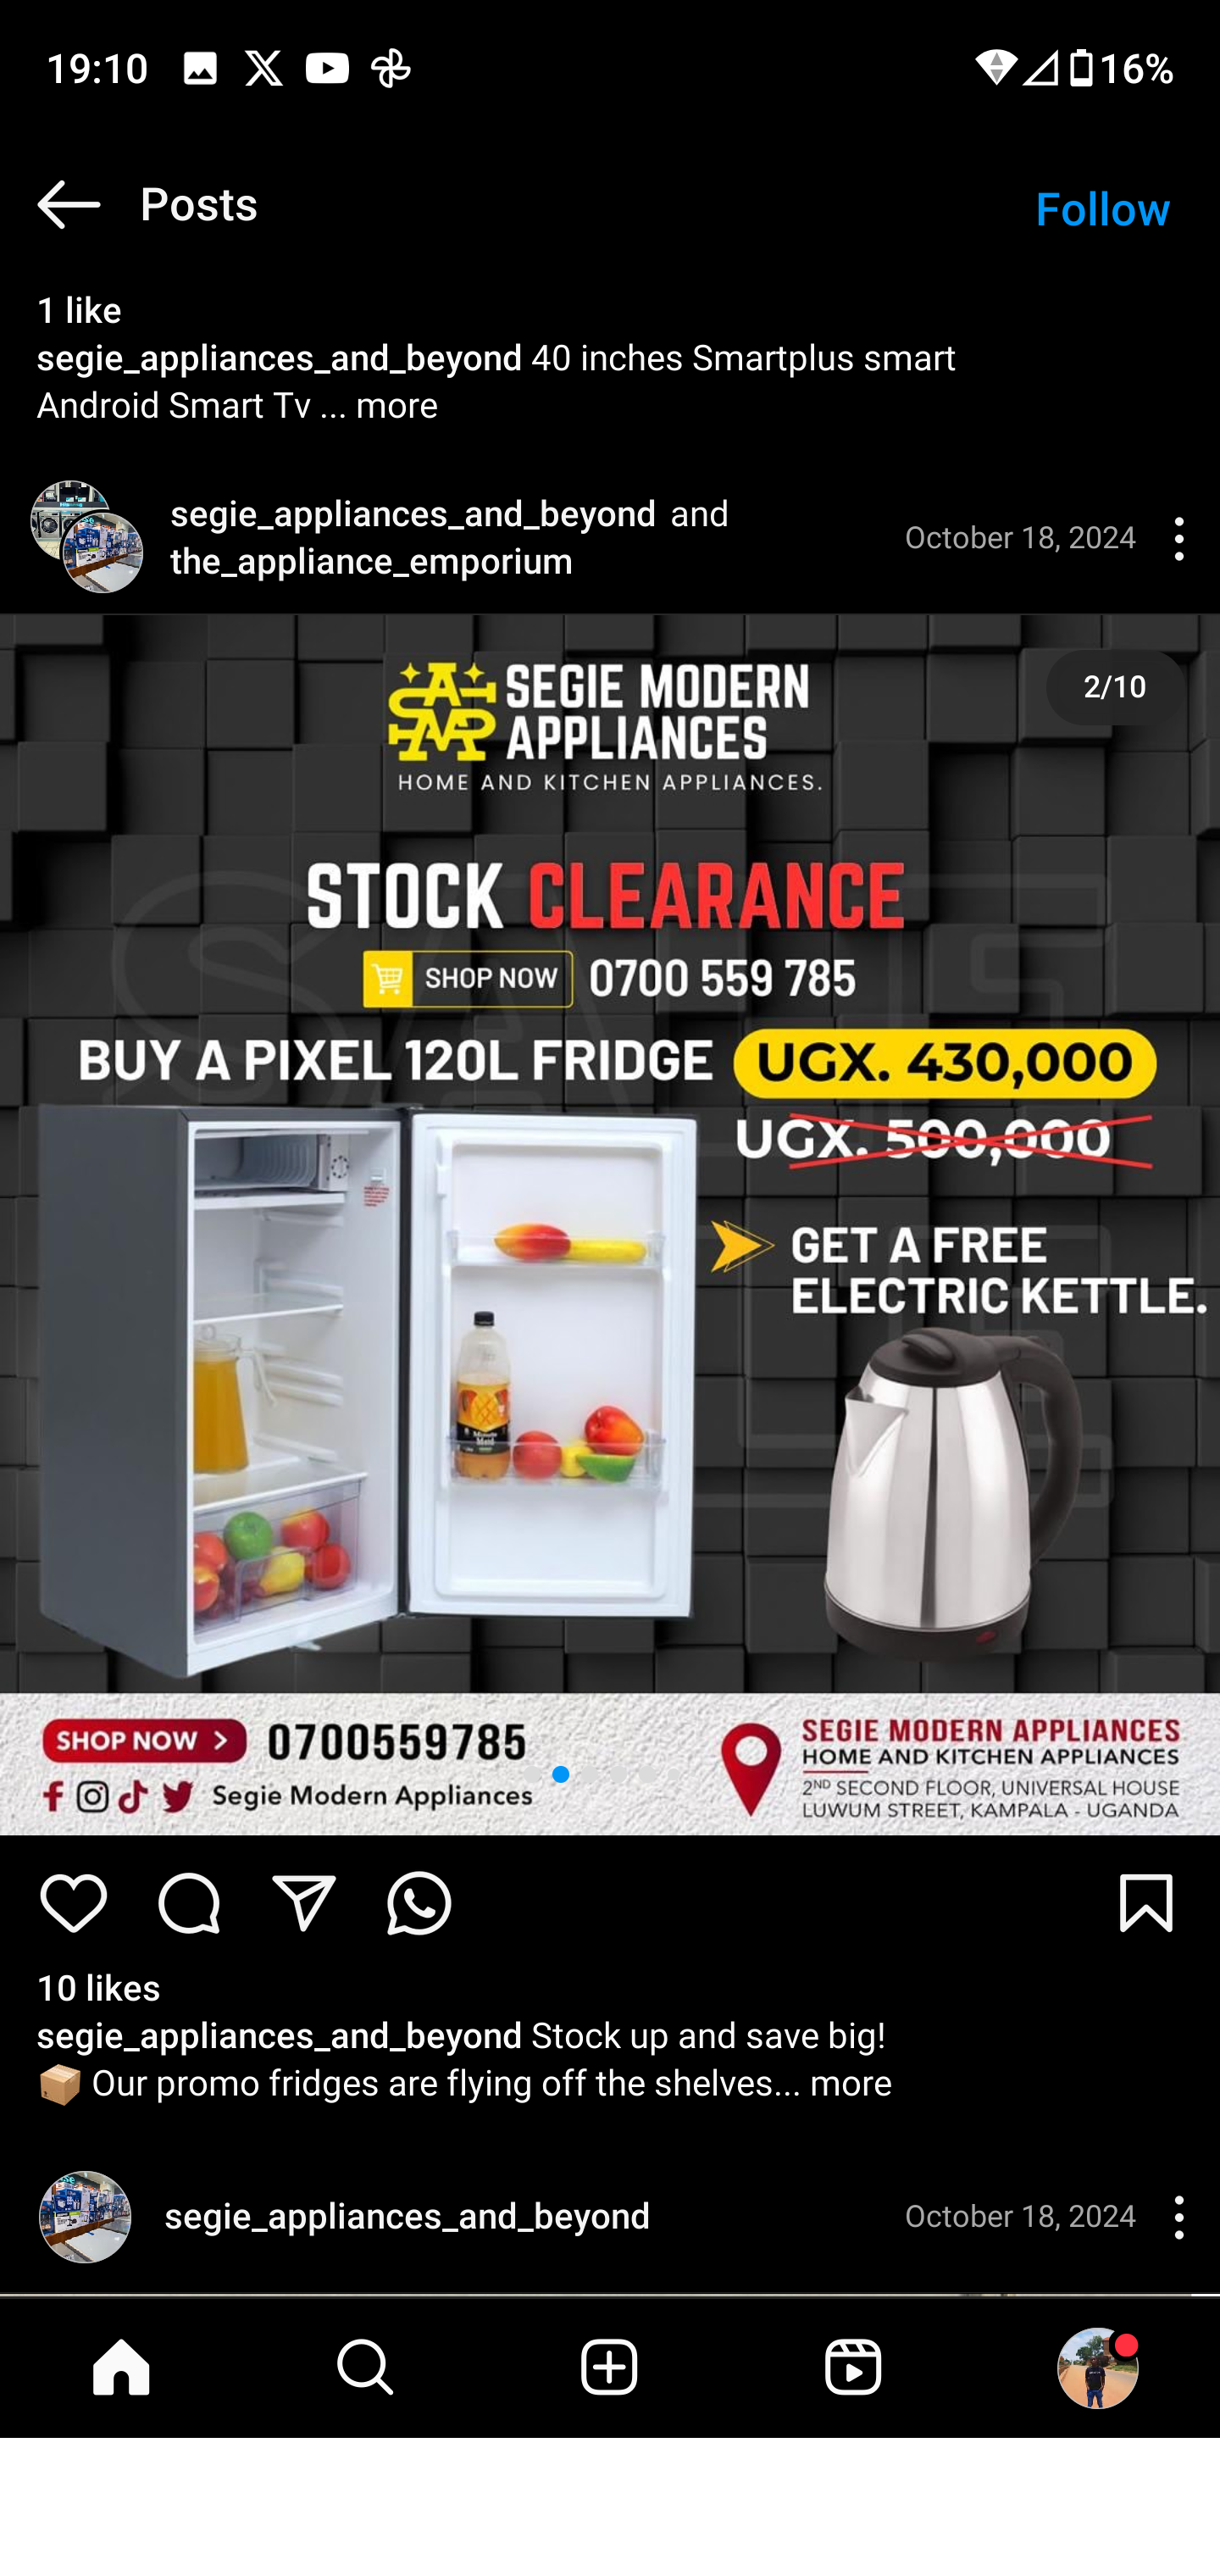 19:10
16%
Posts
Follow
1 like
segie_appliances_and_beyond 40 inches Smartplus smart
Android Smart Tv ... more
segie_appliances_and_beyond and
the_appliance_emporium
October 18, 2024
SEGIE MODERN
APPLIANCES
HOME AND KITCHEN APPLIANCES.
2/10
STOCK CLEARANCE
SHOP NOW 0700 559 785
BUY A PIXEL 120L FRIDGE UGX. 430,000
UGX. 500,000
GET A FREE
ELECTRIC KETTLE.
Minute
Maid
SHOP NOW > 0700559785
Segie Modern Appliances
SEGIE MODERN APPLIANCES
HOME AND KITCHEN APPLIANCES
2ND SECOND FLOOR, UNIVERSAL HOUSE
LUWUM STREET, KAMPALA - UGANDA
10 likes
segie_appliances_and_beyond Stock up and save big!
📦 Our promo fridges are flying off the shelves... more
segie_appliances_and_beyond
October 18, 2024